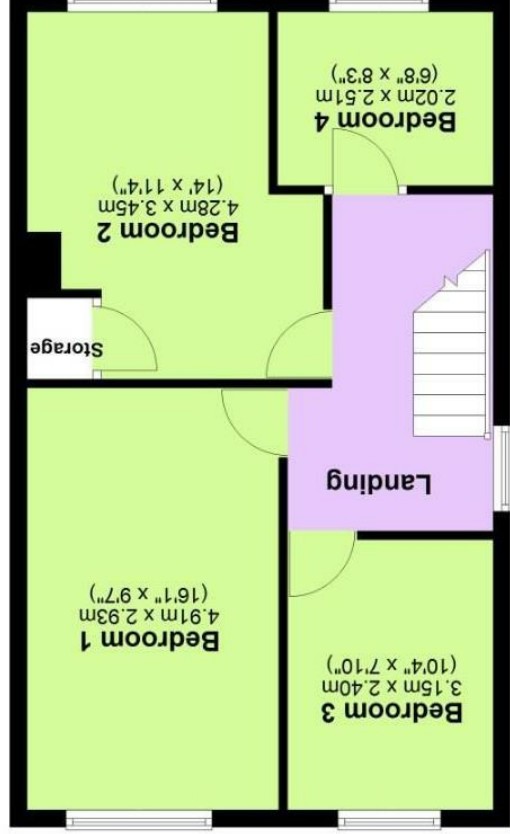 Bedroom 3
3.15m x 2.40m
(10'4" x 7'10")
Bedroom 1
4.91m x 2.93m
(16'1" x 9'7")
Landing
Storage
Bedroom 2
4.28m x 3.45m
(14' x 11'4")
Bedroom 4
2.02m x 2.51m
(6'8" x 8'3")